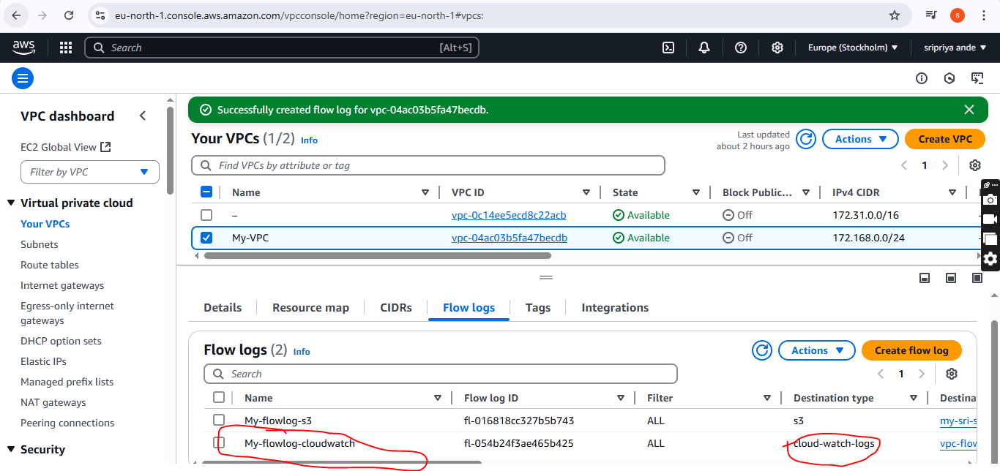 eu-north-1.console.aws.amazon.com/vpcconsole/home?region=eu-north-1#vpcs:
s
aws
Search [Alt+S]
Europe (Stockholm)
sripriya ande
VPC dashboard
EC2 Global View
Filter by VPC
Virtual private cloud
Your VPCs
Subnets
Route tables
Internet gateways
Egress-only internet
gateways
DHCP option sets
Elastic IPs
Managed prefix lists
NAT gateways
Peering connections
Security
Successfully created flow log for vpc-04ac03b5fa47becdb.
Your VPCs (1/2) Info
Last updated
about 2 hours ago
Actions
Create VPC
Find VPCs by attribute or tag
1
Name VPC ID State Block Public... IPv4 CIDR
– vpc-0c14ee5ecd8c22acb Available Off 172.31.0.0/16 -
My-VPC vpc-04ac03b5fa47becdb Available Off 172.168.0.0/24 -
Details Resource map CIDRs Flow logs Tags Integrations
Flow logs (2) Info
Actions
Create flow log
Search
1
Name Flow log ID Filter Destination type Destina
My-flowlog-s3 fl-016818cc327b5b743 ALL s3 my-sri-s
My-flowlog-cloudwatch fl-054b24f3ae465b425 ALL cloud-watch-logs vpc-flow